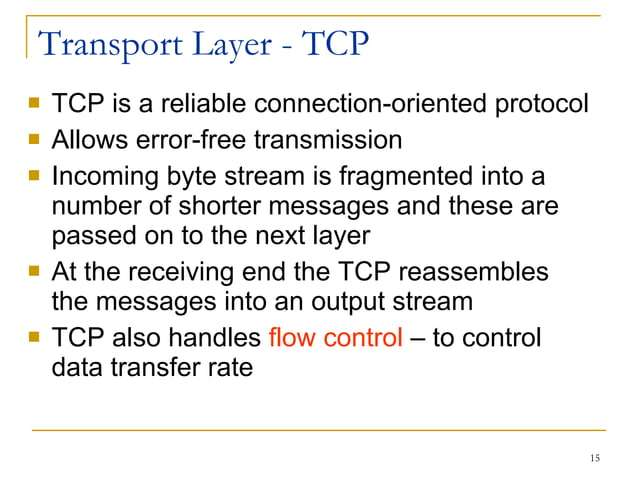 Transport Layer - TCP
TCP is a reliable connection-oriented protocol
Allows error-free transmission
Incoming byte stream is fragmented into a
number of shorter messages and these are
passed on to the next layer
At the receiving end the TCP reassembles
the messages into an output stream
TCP also handles flow control – to control
data transfer rate
15